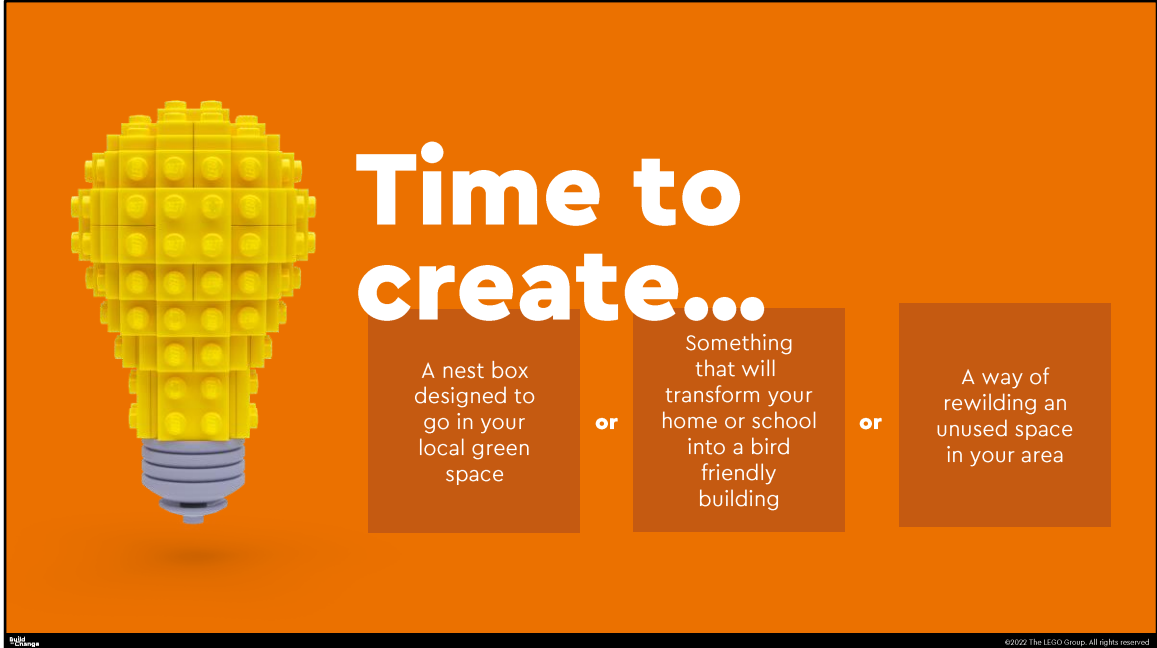 Time to
create...
A nest box
designed to
go in your
local green
space
or
Something
that will
transform your
home or school
into a bird
friendly
building
or
A way of
rewilding an
unused space
in your area
Build
the Change
©2022 The LEGO Group. All rights reserved